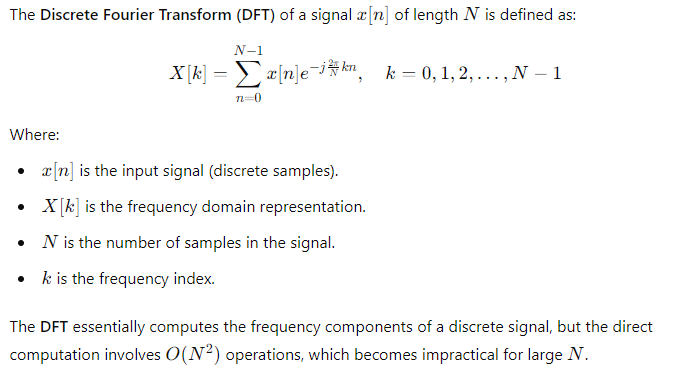 The Discrete Fourier Transform (DFT) of a signal x[n] of length N is defined as:
X[k] = \sum_{n=0}^{N-1} x[n]e^{-j\frac{2\pi}{N}kn}, k = 0, 1, 2, . . . , N − 1
Where:
• x[n] is the input signal (discrete samples).
• X[k] is the frequency domain representation.
• N is the number of samples in the signal.
• k is the frequency index.
The DFT essentially computes the frequency components of a discrete signal, but the direct
computation involves O(N²) operations, which becomes impractical for large N.